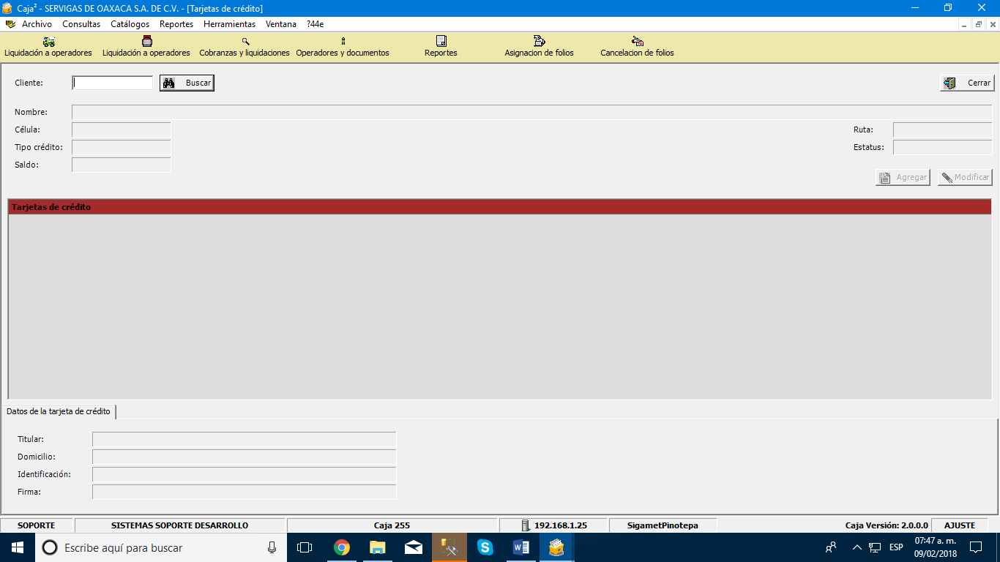 Caja² - SERVIGAS DE OAXACA S.A. DE C.V. - [Tarjetas de crédito]
Archivo Consultas Catálogos Reportes Herramientas Ventana ?44e
Liquidación a operadores Liquidación a operadores Cobranzas y liquidaciones Operadores y documentos Reportes Asignacion de folios Cancelacion de folios
Cliente: Buscar Cerrar
Nombre:
Célula: Ruta:
Tipo crédito: Estatus:
Saldo:
Agregar Modificar
Tarjetas de crédito
Datos de la tarjeta de crédito
Titular:
Domicilio:
Identificación:
Firma:
SOPORTE SISTEMAS SOPORTE DESARROLLO Caja 255 192.168.1.25 SigametPinotepa Caja Versión: 2.0.0.0 AJUSTE
Escribe aquí para buscar ESP 07:47 a. m.
09/02/2018